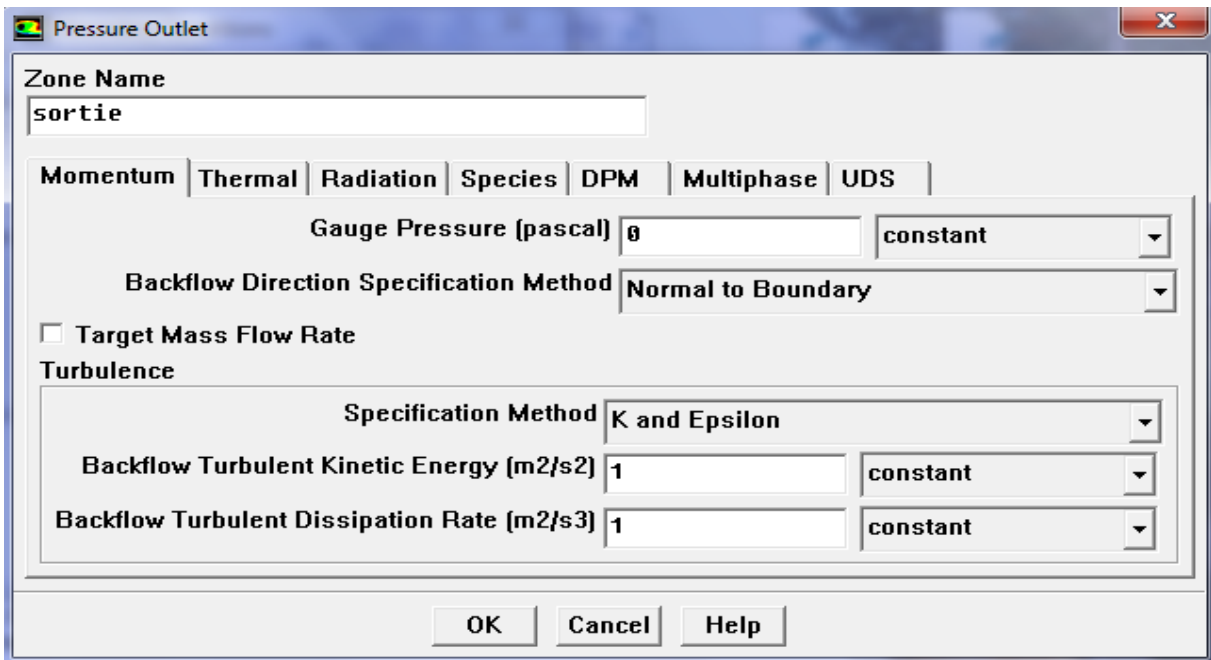 Pressure Outlet
Zone Name
sortie
Momentum Thermal Radiation Species DPM Multiphase UDS
Gauge Pressure (pascal) 0 constant
Backflow Direction Specification Method Normal to Boundary
Target Mass Flow Rate
Turbulence
Specification Method K and Epsilon
Backflow Turbulent Kinetic Energy (m2/s2) 1 constant
Backflow Turbulent Dissipation Rate (m2/s3) 1 constant
OK Cancel Help